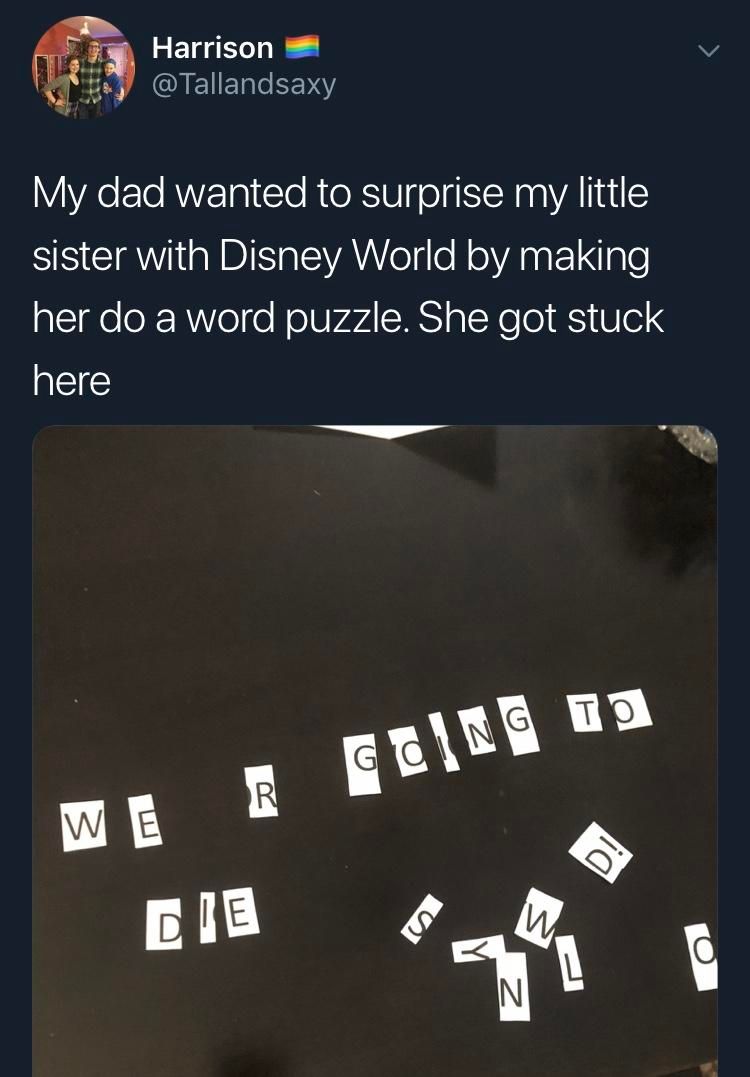 Harrison 🏳️‍🌈
@Tallandsaxy
My dad wanted to surprise my little
sister with Disney World by making
her do a word puzzle. She got stuck
here
WE R GOING TO
DIE
D!
S
W
Y
L
O
N